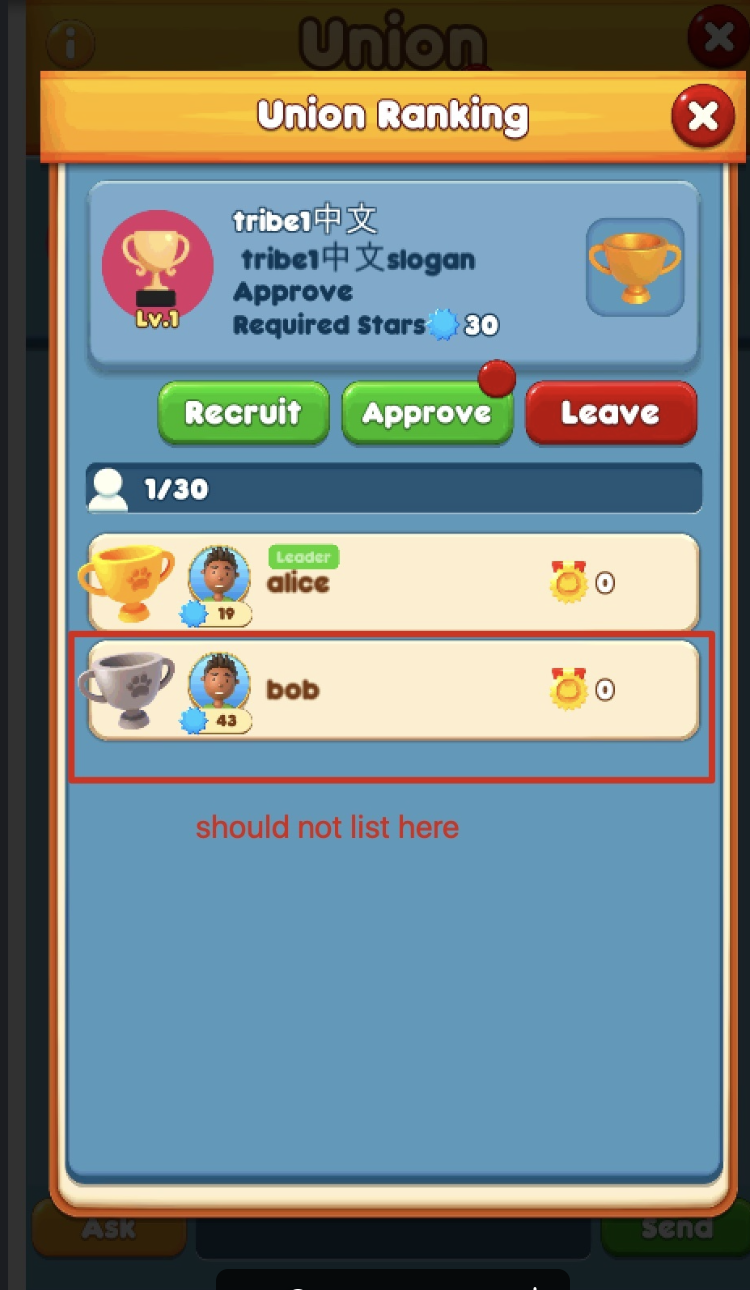 Union
Union Ranking
tribe1中文
tribe1中文slogan
Approve
Required Stars 30
Lv.1
Recruit
Approve
Leave
1/30
Leader
alice
0
19
bob
0
43
should not list here
Ask
Send